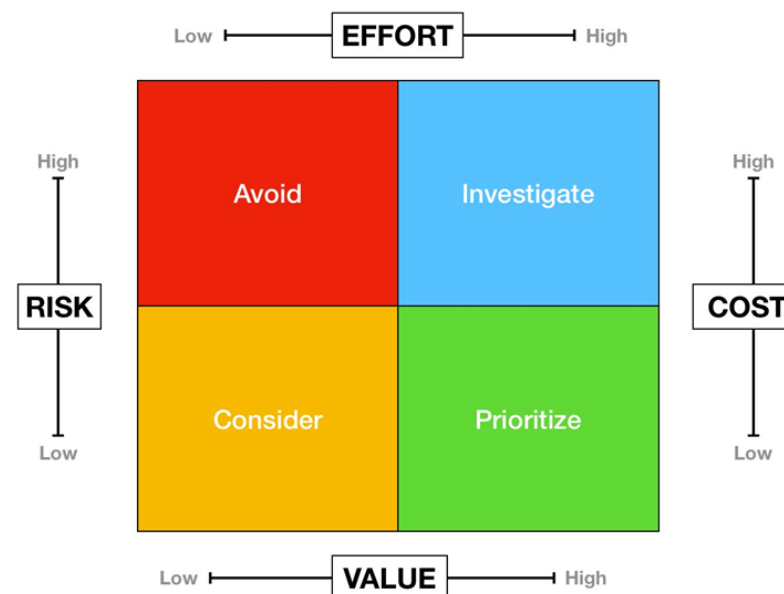 Low EFFORT High
High High
Avoid Investigate
RISK COST
Consider Prioritize
Low Low
Low VALUE High